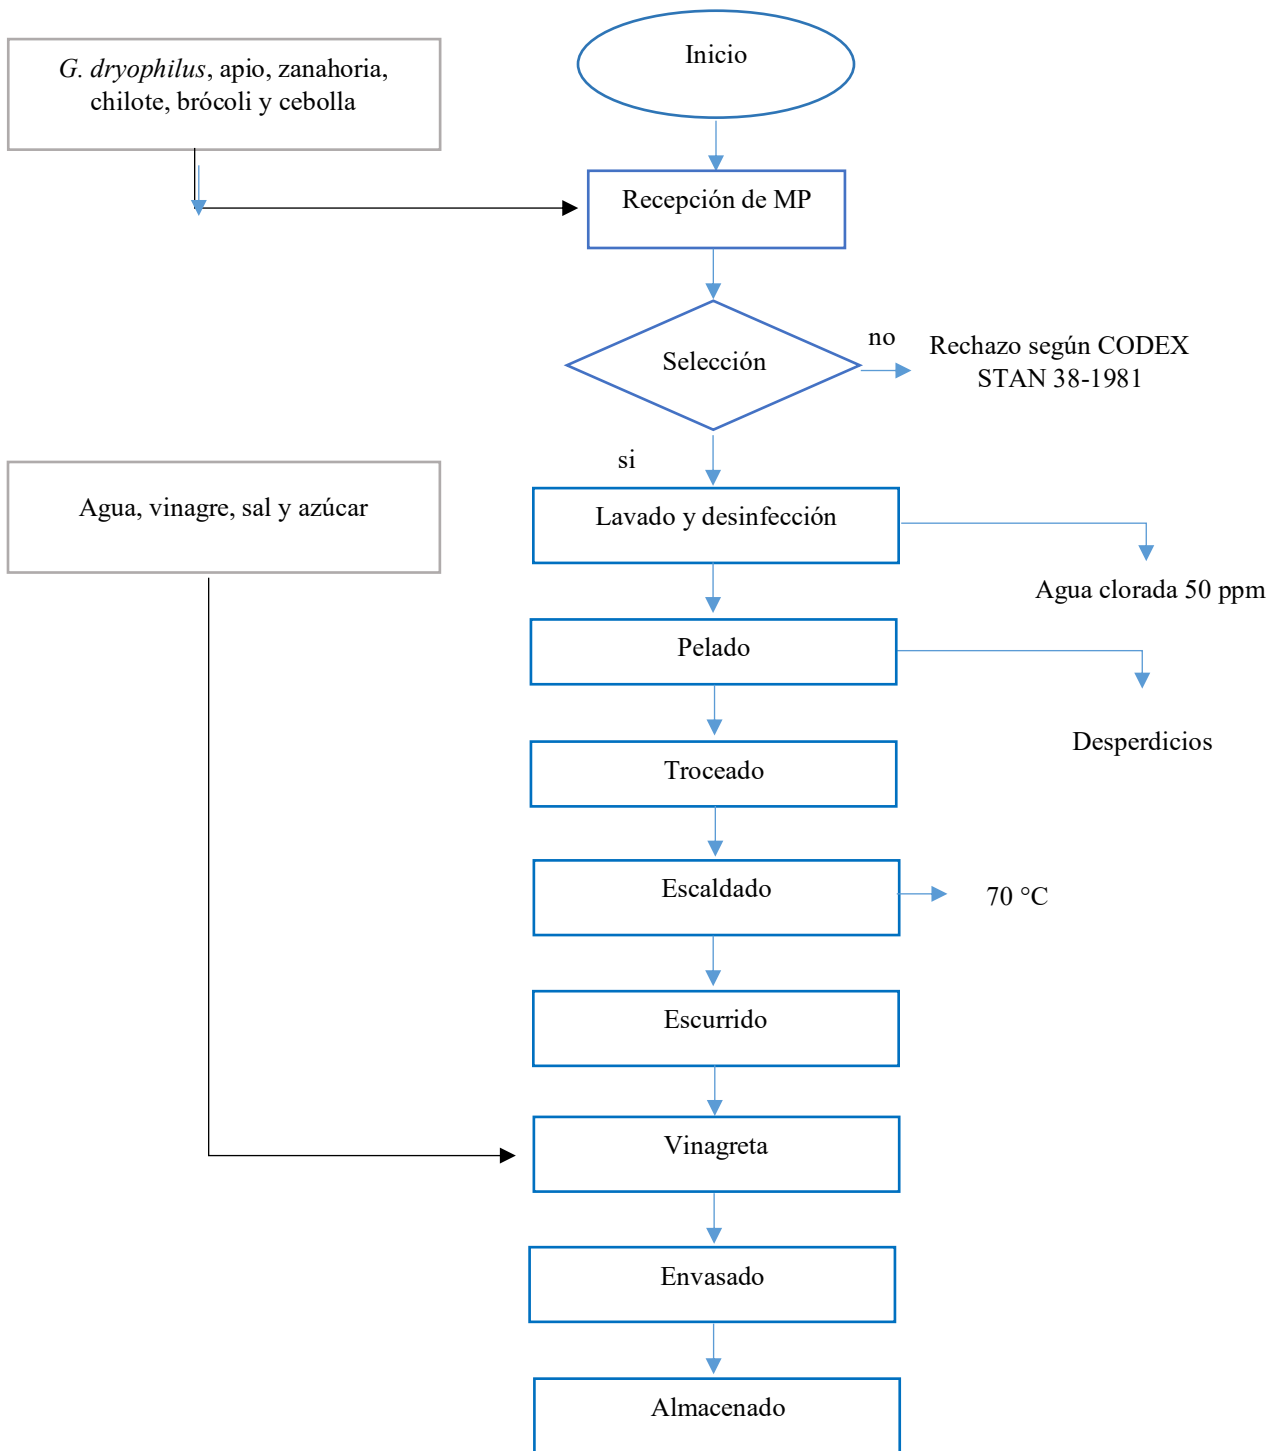 Inicio
G. dryophilus, apio, zanahoria,
chilote, brócoli y cebolla
Recepción de MP
Selección
no
Rechazo según CODEX
STAN 38-1981
si
Agua, vinagre, sal y azúcar
Lavado y desinfección
Agua clorada 50 ppm
Pelado
Desperdicios
Troceado
Escaldado
70 °C
Escurrido
Vinagreta
Envasado
Almacenado